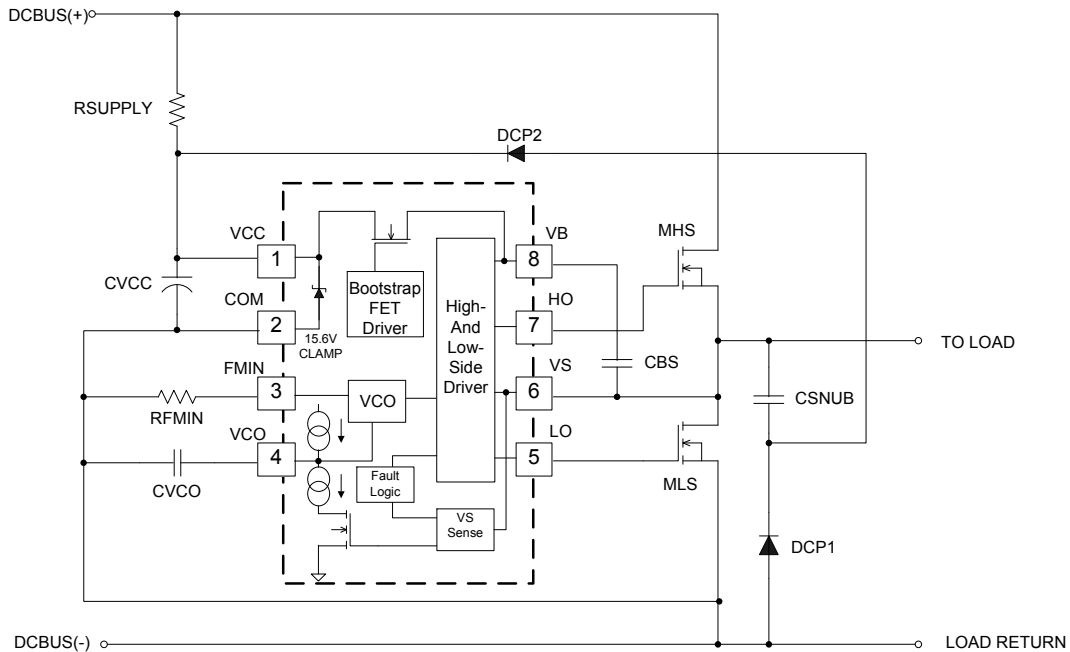 DCBUS(+)
RSUPPLY
DCP2
VCC
1
VB
8
MHS
CVCC
Bootstrap
FET
Driver
COM
2
15.6V
CLAMP
High-
And
Low-
Side
Driver
HO
7
TO LOAD
FMIN
3
RFMIN
VCO
VS
6
CBS
CSNUB
VCO
4
CVCO
LO
5
MLS
Fault
Logic
VS
Sense
DCP1
DCBUS(-)
LOAD RETURN